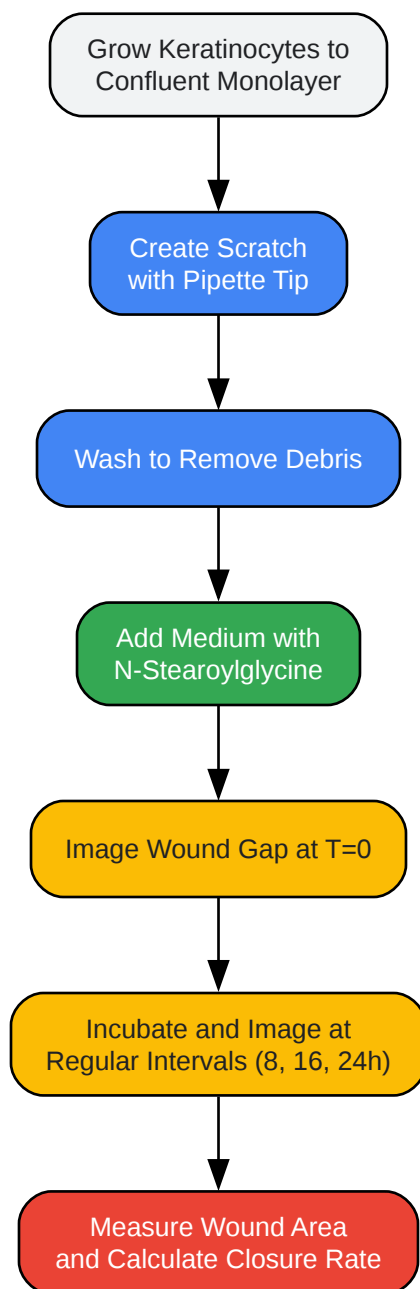 Grow Keratinocytes to
Confluent Monolayer
Create Scratch
with Pipette Tip
Wash to Remove Debris
Add Medium with
N-Stearoylglycine
Image Wound Gap at T=0
Incubate and Image at
Regular Intervals (8, 16, 24h)
Measure Wound Area
and Calculate Closure Rate